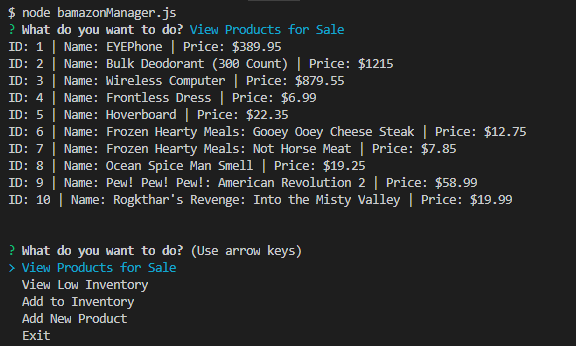 $ node bamazonManager.js
? What do you want to do? View Products for Sale
ID: 1 | Name: EYEPhone | Price: $389.95
ID: 2 | Name: Bulk Deodorant (300 Count) | Price: $1215
ID: 3 | Name: Wireless Computer | Price: $879.55
ID: 4 | Name: Frontless Dress | Price: $6.99
ID: 5 | Name: Hoverboard | Price: $22.35
ID: 6 | Name: Frozen Hearty Meals: Gooey Ooey Cheese Steak | Price: $12.75
ID: 7 | Name: Frozen Hearty Meals: Not Horse Meat | Price: $7.85
ID: 8 | Name: Ocean Spice Man Smell | Price: $19.25
ID: 9 | Name: Pew! Pew! Pew!: American Revolution 2 | Price: $58.99
ID: 10 | Name: Rogkthar's Revenge: Into the Misty Valley | Price: $19.99
? What do you want to do? (Use arrow keys)
> View Products for Sale
View Low Inventory
Add to Inventory
Add New Product
Exit